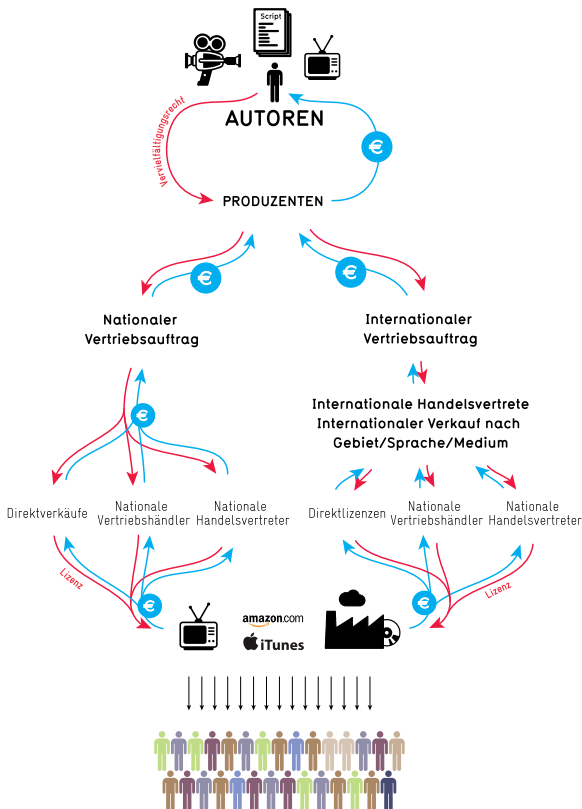 Script
AUTOREN
Vervielfältigungsrecht
€
PRODUZENTEN
€
€
Nationaler
Vertriebsauftrag
Internationaler
Vertriebsauftrag
€
Internationale Handelsvertrete
Internationaler Verkauf nach
Gebiet/Sprache/Medium
Direktverkäufe
Nationale
Vertriebshändler
Nationale
Handelsvertreter
Direktlizenzen
Nationale
Vertriebshändler
Nationale
Handelsvertreter
Lizenz
€
€
Lizenz
amazon.com
iTunes